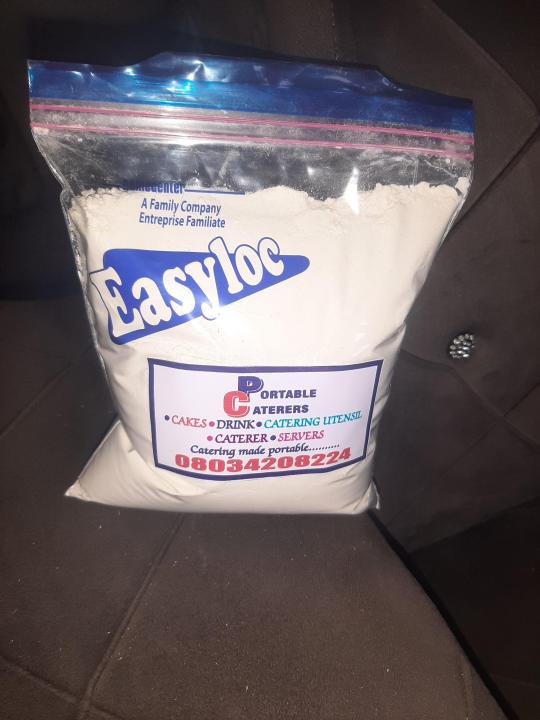 A Family Company
Entreprise Familiate
Easyloc
PORTABLE
CATERERS
•CAKES•DRINK•CATERING UTENSIL
•CATERER•SERVERS
Catering made portable..........
08034208224